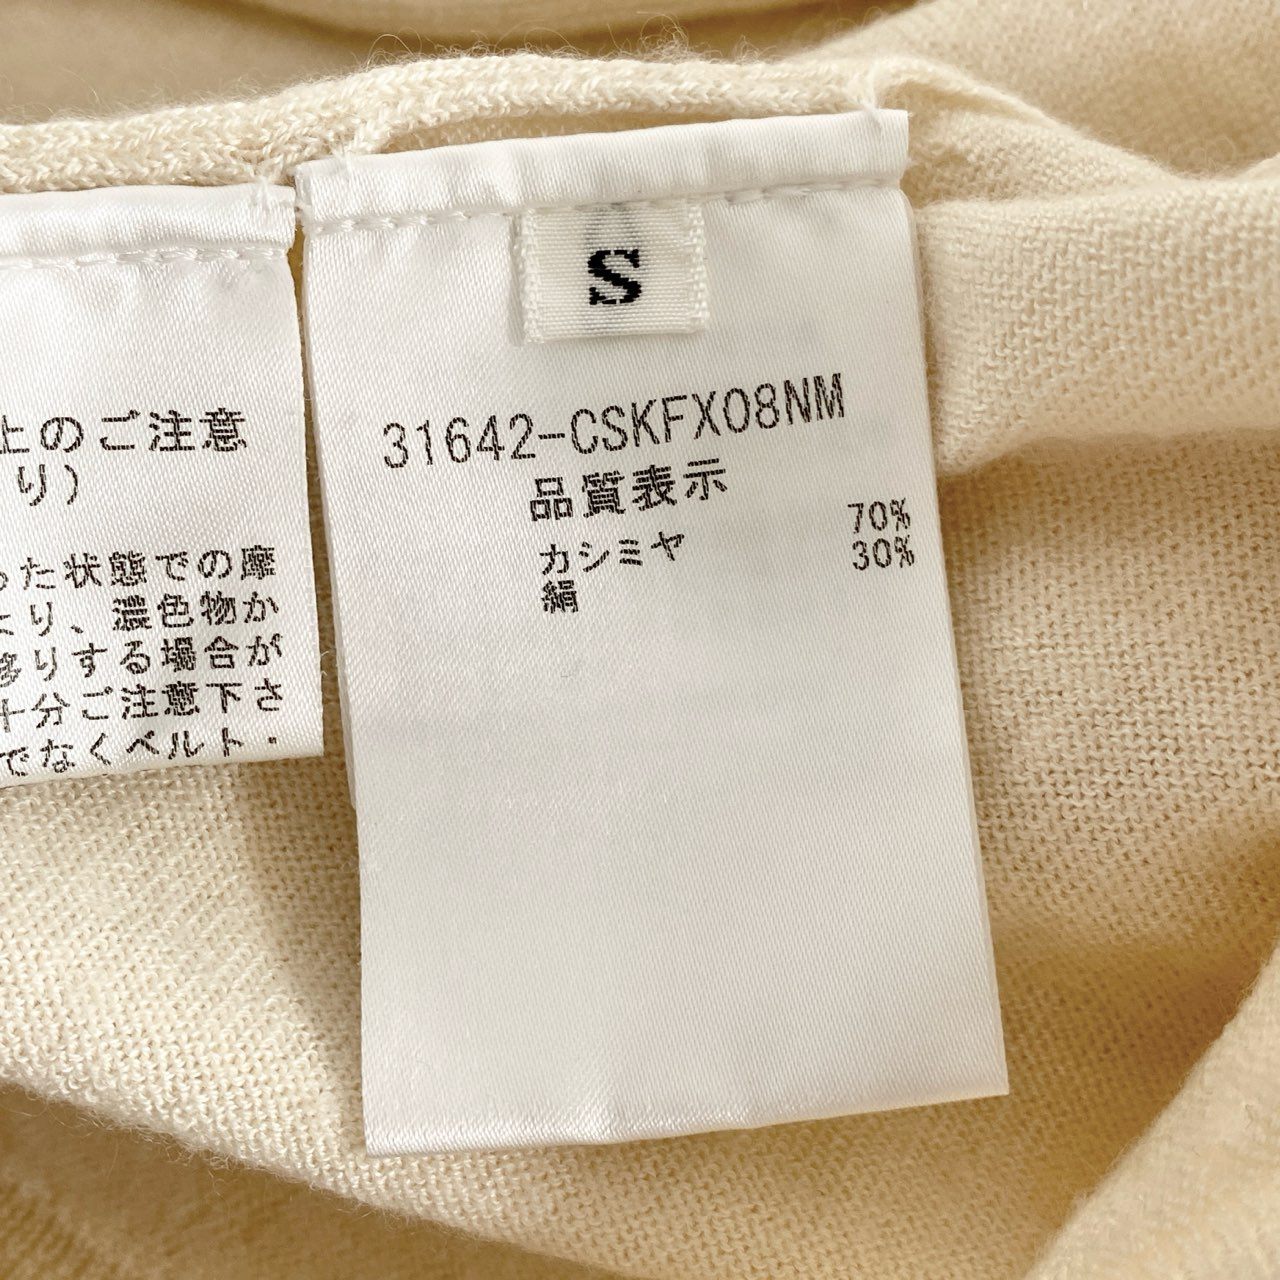 上のご注意
り)
った状態での摩
より、濃色物か
移りする場合が
十分ご注意下さ
でなくベルト・
S
31642-CSKFX08NM
品質表示
カシミヤ 70%
絹 30%